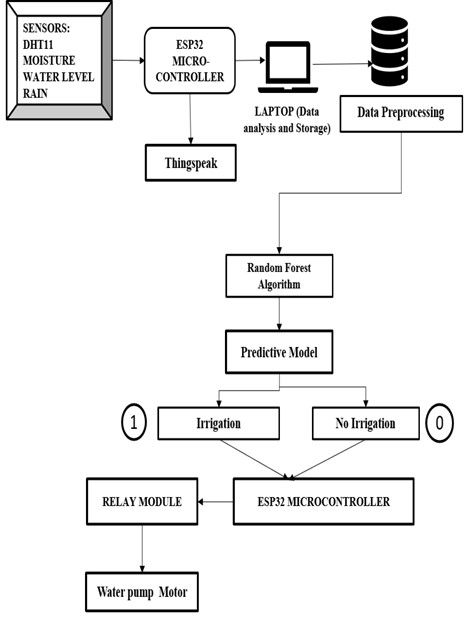 SENSORS:
DHT11
MOISTURE
WATER LEVEL
RAIN
ESP32
MICRO-
CONTROLLER
LAPTOP (Data
analysis and Storage)
Data Preprocessing
Thingspeak
Random Forest
Algorithm
Predictive Model
1
Irrigation
No Irrigation
0
RELAY MODULE
ESP32 MICROCONTROLLER
Water pump Motor